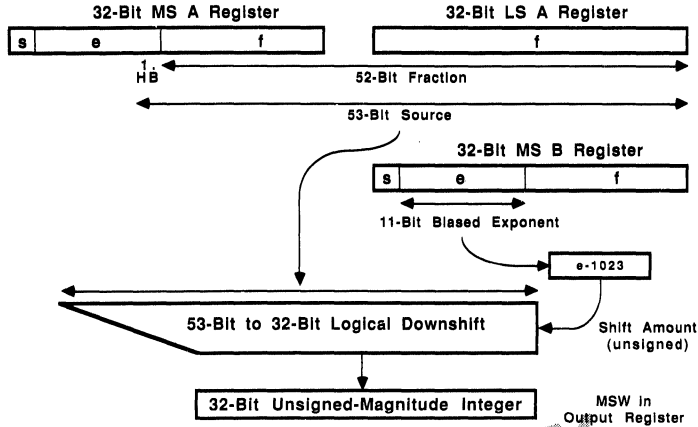 32-Bit MS A Register
32-Bit LS A Register
s e f
f
1.
HB
52-Bit Fraction
53-Bit Source
32-Bit MS B Register
s e f
11-Bit Biased Exponent
e-1023
53-Bit to 32-Bit Logical Downshift
Shift Amount
(unsigned)
32-Bit Unsigned-Magnitude Integer
MSW in
Output Register